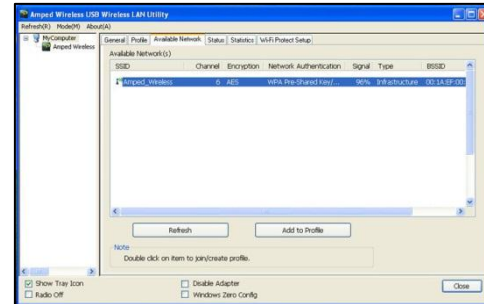 Amped Wireless USB Wireless LAN Utility
Refresh(R) Mode(M) About(A)
MyComputer
Amped Wireless
General Profile Available Network Status Statistics Wi-Fi Protect Setup
Available Network(s)
SSID Channel Encryption Network Authentication Signal Type BSSID
Amped_Wireless 6 AES WPA Pre-Shared Key/... 96% Infrastructure 00:1A:EF:00:
Refresh Add to Profile
Note
Double click on item to join/create profile.
Show Tray Icon Disable Adapter
Radio Off Windows Zero Config
Close